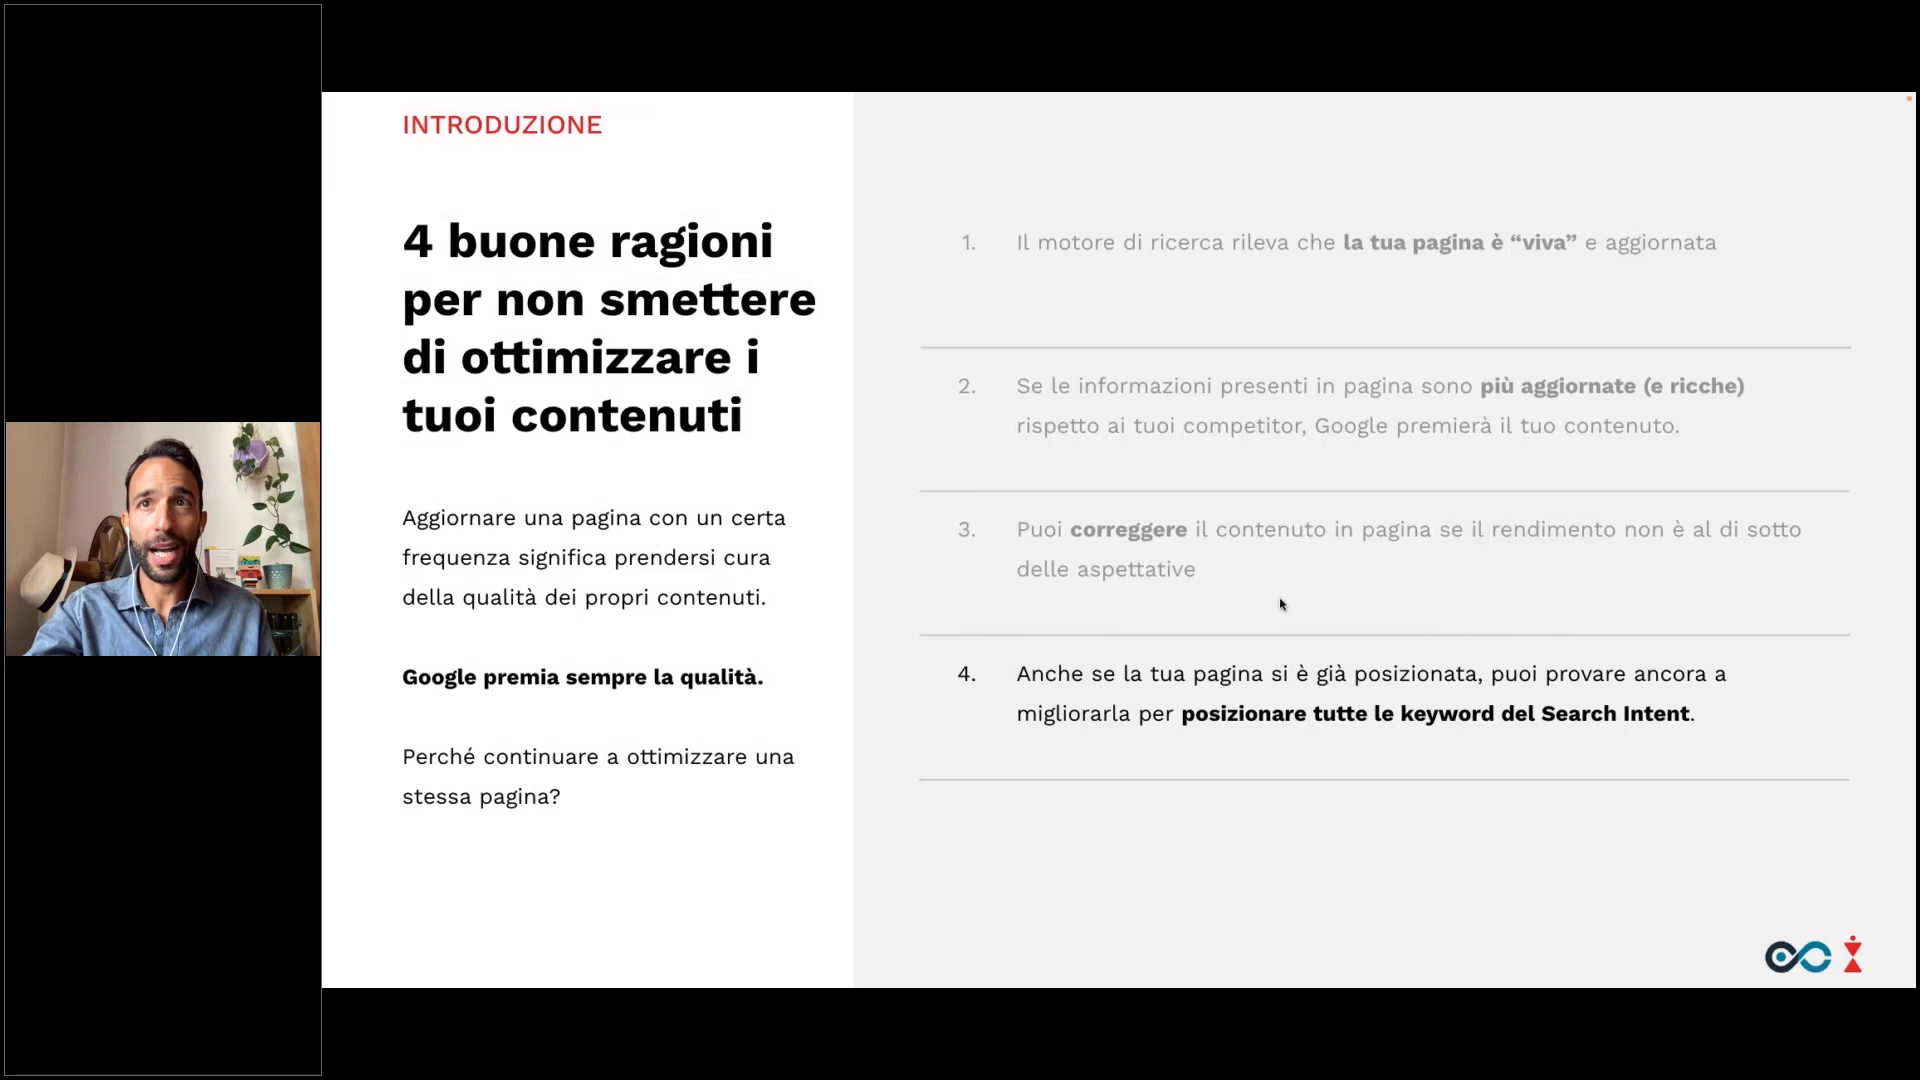 INTRODUZIONE
4 buone ragioni
per non smettere
di ottimizzare i
tuoi contenuti
Aggiornare una pagina con un certa
frequenza significa prendersi cura
della qualità dei propri contenuti.
Google premia sempre la qualità.
Perché continuare a ottimizzare una
stessa pagina?
1. Il motore di ricerca rileva che la tua pagina è “viva” e aggiornata
2. Se le informazioni presenti in pagina sono più aggiornate (e ricche)
rispetto ai tuoi competitor, Google premierà il tuo contenuto.
3. Puoi correggere il contenuto in pagina se il rendimento non è al di sotto
delle aspettative
4. Anche se la tua pagina si è già posizionata, puoi provare ancora a
migliorarla per posizionare tutte le keyword del Search Intent.